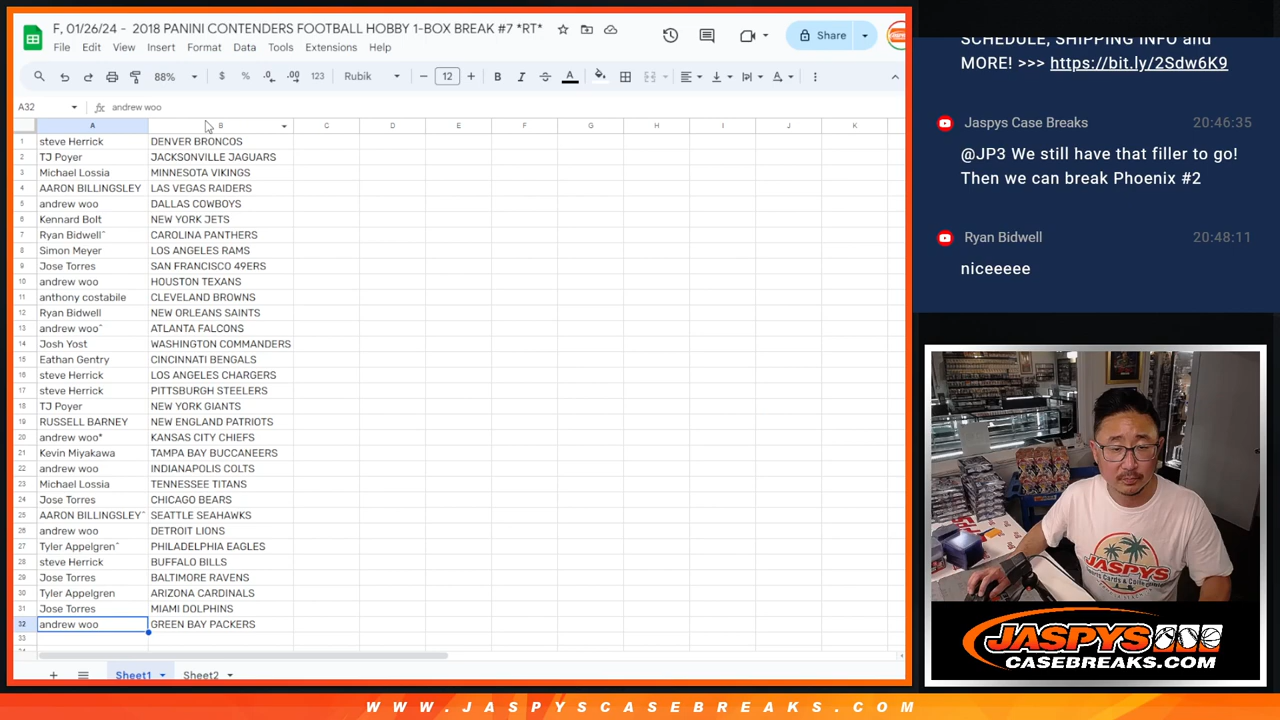 F, 01/26/24 - 2018 PANINI CONTENDERS FOOTBALL HOBBY 1-BOX BREAK #7 *RT*
File Edit View Insert Format Data Tools Extensions Help
Share
88% $ % .0 .00 123 Rubik 12 B I A
A32 fx andrew woo
A B C D E F G H I J K
1 steve Herrick DENVER BRONCOS
2 TJ Poyer JACKSONVILLE JAGUARS
3 Michael Lossia MINNESOTA VIKINGS
4 AARON BILLINGSLEY LAS VEGAS RAIDERS
5 andrew woo DALLAS COWBOYS
6 Kennard Bolt NEW YORK JETS
7 Ryan Bidwell^ CAROLINA PANTHERS
8 Simon Meyer LOS ANGELES RAMS
9 Jose Torres SAN FRANCISCO 49ERS
10 andrew woo HOUSTON TEXANS
11 anthony costabile CLEVELAND BROWNS
12 Ryan Bidwell NEW ORLEANS SAINTS
13 andrew woo^ ATLANTA FALCONS
14 Josh Yost WASHINGTON COMMANDERS
15 Eathan Gentry CINCINNATI BENGALS
16 steve Herrick LOS ANGELES CHARGERS
17 steve Herrick PITTSBURGH STEELERS
18 TJ Poyer NEW YORK GIANTS
19 RUSSELL BARNEY NEW ENGLAND PATRIOTS
20 andrew woo* KANSAS CITY CHIEFS
21 Kevin Miyakawa TAMPA BAY BUCCANEERS
22 andrew woo INDIANAPOLIS COLTS
23 Michael Lossia TENNESSEE TITANS
24 Jose Torres CHICAGO BEARS
25 AARON BILLINGSLEY^ SEATTLE SEAHAWKS
26 andrew woo DETROIT LIONS
27 Tyler Appelgren^ PHILADELPHIA EAGLES
28 steve Herrick BUFFALO BILLS
29 Jose Torres BALTIMORE RAVENS
30 Tyler Appelgren ARIZONA CARDINALS
31 Jose Torres MIAMI DOLPHINS
32 andrew woo GREEN BAY PACKERS
33
Sheet1 Sheet2
SCHEDULE, SHIPPING INFO and
MORE! >>> https://bit.ly/2Sdw6K9
Jaspys Case Breaks 20:46:35
@JP3 We still have that filler to go!
Then we can break Phoenix #2
Ryan Bidwell 20:48:11
niceeeee
JASPYS
JASPYS
CASEBREAKS.COM
WWW.JASPYSCASEBREAKS.COM